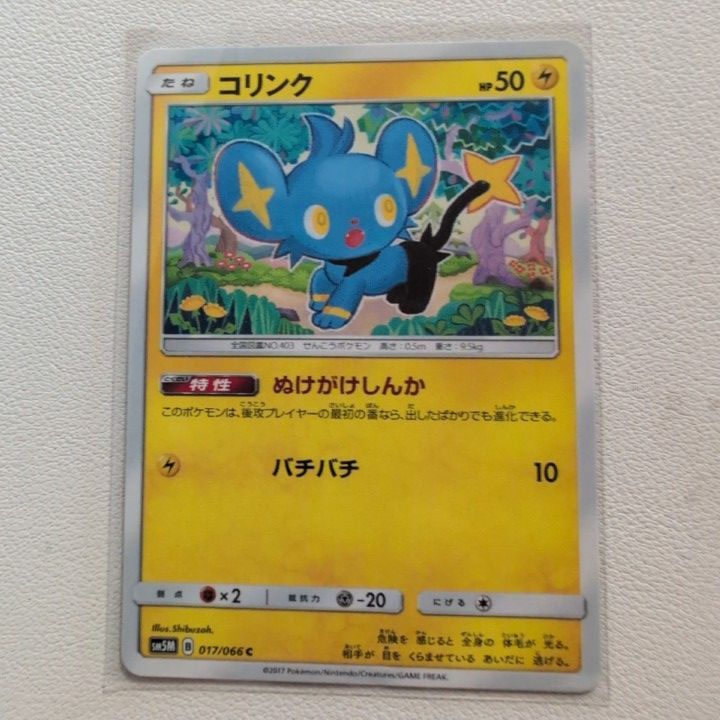 たね コリンク HP50
全国図鑑NO.403 せんこうポケモン 高さ:0.5m 重さ:9.5kg
特性 ぬけがけしんか
このポケモンは、後攻プレイヤーの最初の番なら、出したばかりでも進化できる。
バチバチ 10
弱点 ×2 抵抗力 -20 にげる
Illus.Shibuzoh.
危険を 感じると 全身の 体毛が 光る。
相手が 目を くらませている あいだに 逃げる。
SM5M B 017/066 C
©2017 Pokémon/Nintendo/Creatures/GAME FREAK.